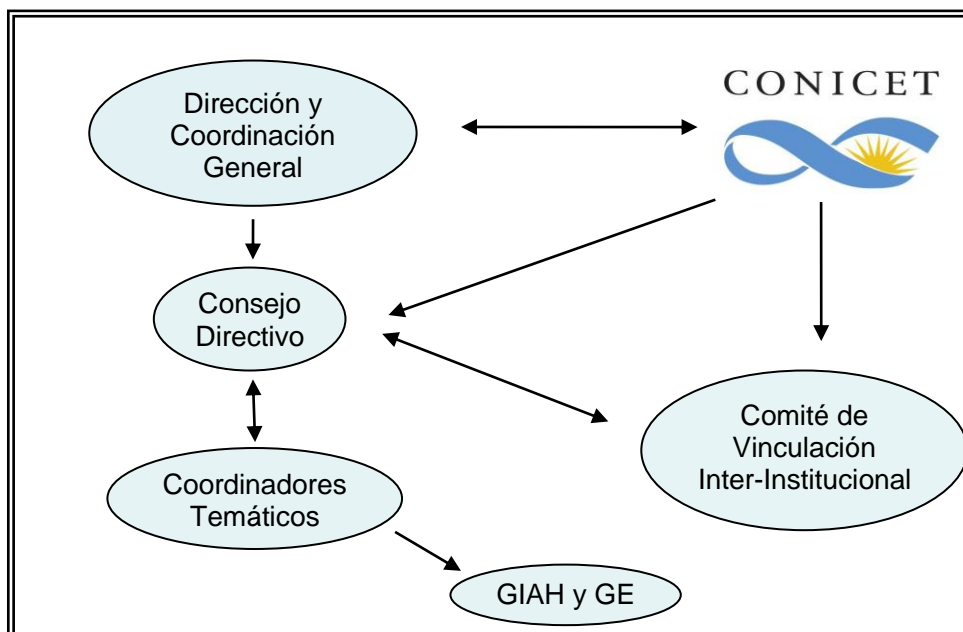 CONICET
Dirección y
Coordinación
General
Consejo
Directivo
Comité de
Vinculación
Inter-Institucional
Coordinadores
Temáticos
GIAH y GE